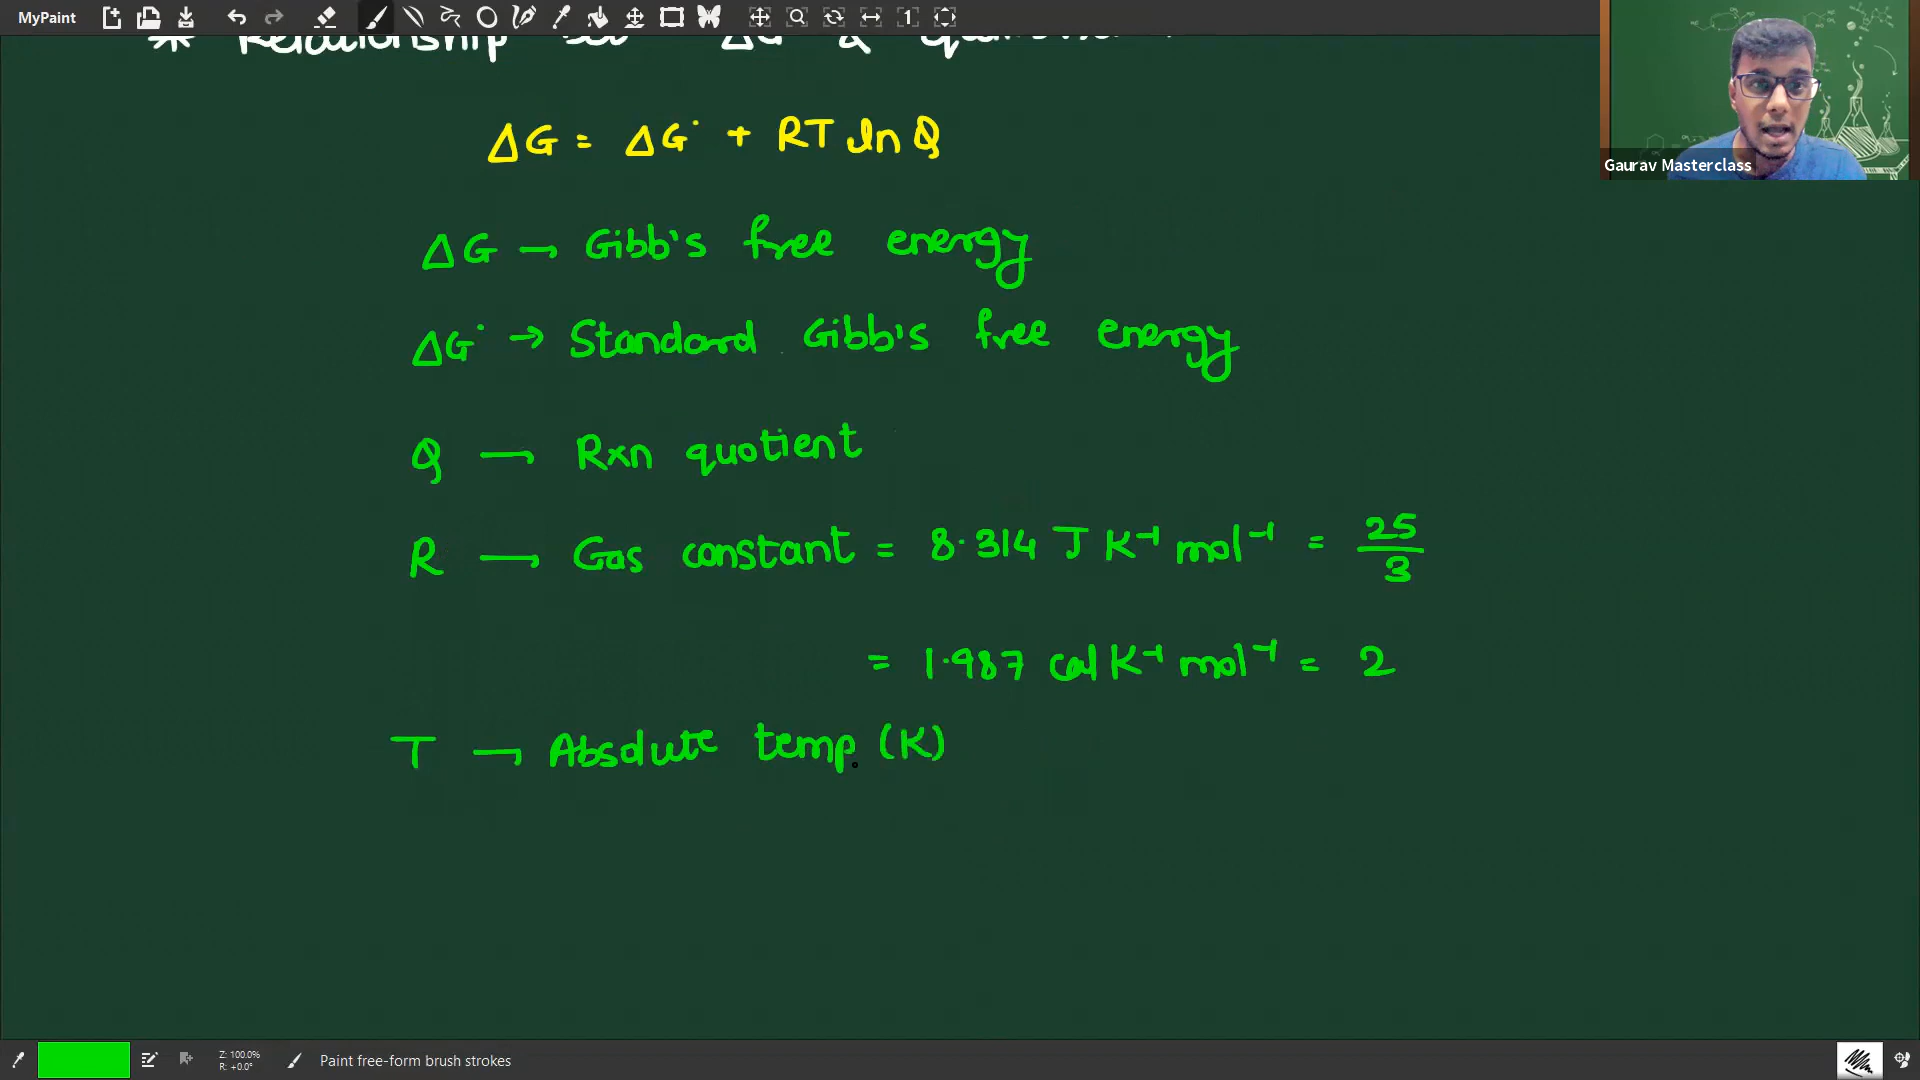 MyPaint
* Relationship
ΔG = ΔG° + RT ln Q
Gaurav Masterclass
ΔG → Gibb's free energy
ΔG° → Standard Gibb's free energy
Q → Rxn quotient
R → Gas constant = 8.314 J K⁻¹ mol⁻¹ = 25/3
= 1.987 cal K⁻¹ mol⁻¹ = 2
T → Absolute temp (K)
Z: 100.0%
R: +0.0°
Paint free-form brush strokes